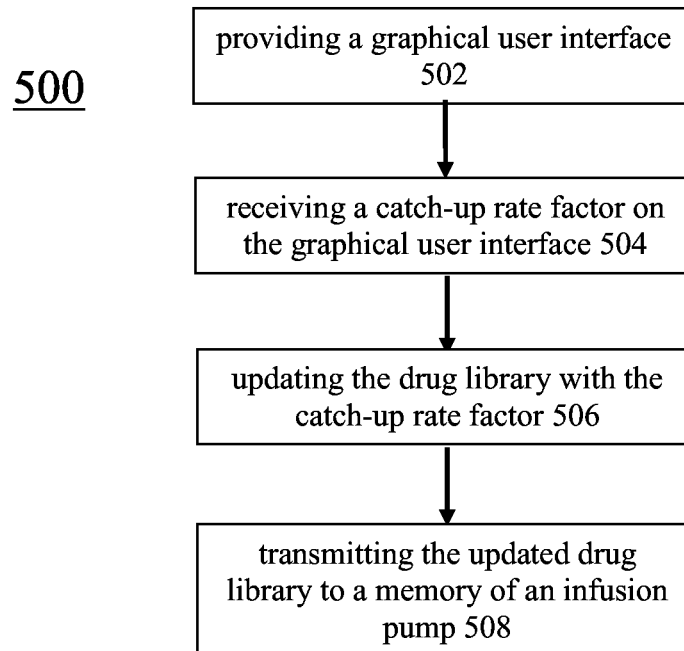 500
providing a graphical user interface
502
receiving a catch-up rate factor on
the graphical user interface 504
updating the drug library with the
catch-up rate factor 506
transmitting the updated drug
library to a memory of an infusion
pump 508